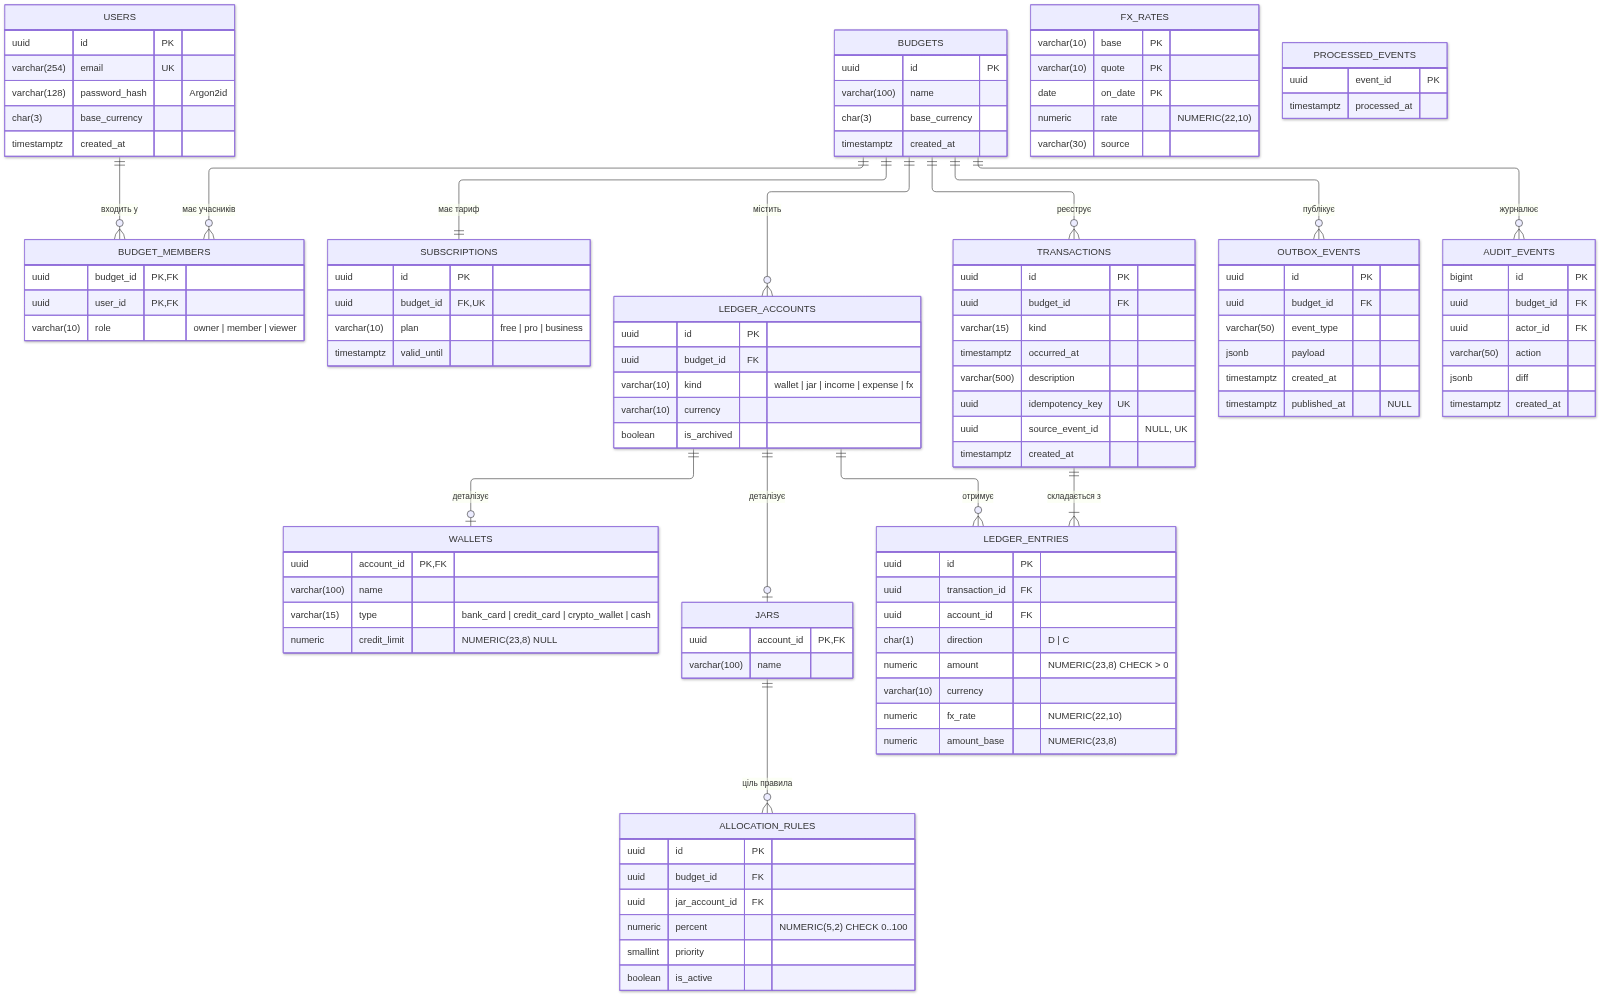 USERS
uuid id PK
varchar(254) email UK
varchar(128) password_hash Argon2id
char(3) base_currency
timestamptz created_at
BUDGETS
uuid id PK
varchar(100) name
char(3) base_currency
timestamptz created_at
FX_RATES
varchar(10) base PK
varchar(10) quote PK
date on_date PK
numeric rate NUMERIC(22,10)
varchar(30) source
PROCESSED_EVENTS
uuid event_id PK
timestamptz processed_at
входить у
має учасників
має тариф
містить
реєструє
публікує
журналює
BUDGET_MEMBERS
uuid budget_id PK,FK
uuid user_id PK,FK
varchar(10) role owner | member | viewer
SUBSCRIPTIONS
uuid id PK
uuid budget_id FK,UK
varchar(10) plan free | pro | business
timestamptz valid_until
LEDGER_ACCOUNTS
uuid id PK
uuid budget_id FK
varchar(10) kind wallet | jar | income | expense | fx
varchar(10) currency
boolean is_archived
TRANSACTIONS
uuid id PK
uuid budget_id FK
varchar(15) kind
timestamptz occurred_at
varchar(500) description
uuid idempotency_key UK
uuid source_event_id NULL, UK
timestamptz created_at
OUTBOX_EVENTS
uuid id PK
uuid budget_id FK
varchar(50) event_type
jsonb payload
timestamptz created_at
timestamptz published_at NULL
AUDIT_EVENTS
bigint id PK
uuid budget_id FK
uuid actor_id FK
varchar(50) action
jsonb diff
timestamptz created_at
деталізує
деталізує
отримує
складається з
WALLETS
uuid account_id PK,FK
varchar(100) name
varchar(15) type bank_card | credit_card | crypto_wallet | cash
numeric credit_limit NUMERIC(23,8) NULL
JARS
uuid account_id PK,FK
varchar(100) name
LEDGER_ENTRIES
uuid id PK
uuid transaction_id FK
uuid account_id FK
char(1) direction D | C
numeric amount NUMERIC(23,8) CHECK > 0
varchar(10) currency
numeric fx_rate NUMERIC(22,10)
numeric amount_base NUMERIC(23,8)
ціль правила
ALLOCATION_RULES
uuid id PK
uuid budget_id FK
uuid jar_account_id FK
numeric percent NUMERIC(5,2) CHECK 0..100
smallint priority
boolean is_active